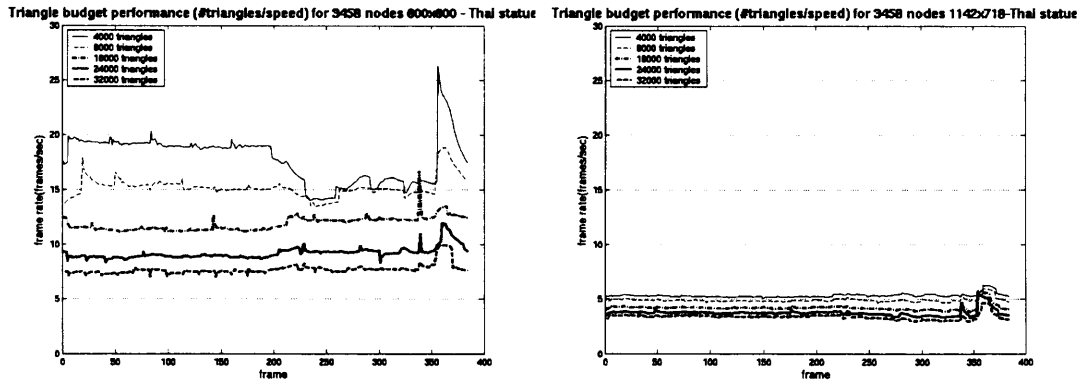 Triangle budget performance (#triangles/speed) for 3458 nodes 600x600 - Thai statue
4000 triangles
8000 triangles
18000 triangles
24000 triangles
32000 triangles
30
25
20
15
10
5
0
frame rate(frames/sec)
0 50 100 150 200 250 300 350 400
frame
Triangle budget performance (#triangles/speed) for 3458 nodes 1142x718-Thai statue
4000 triangles
8000 triangles
18000 triangles
24000 triangles
32000 triangles
30
25
20
15
10
5
0
frame rate(frames/sec)
0 50 100 150 200 250 300 350 400
frame